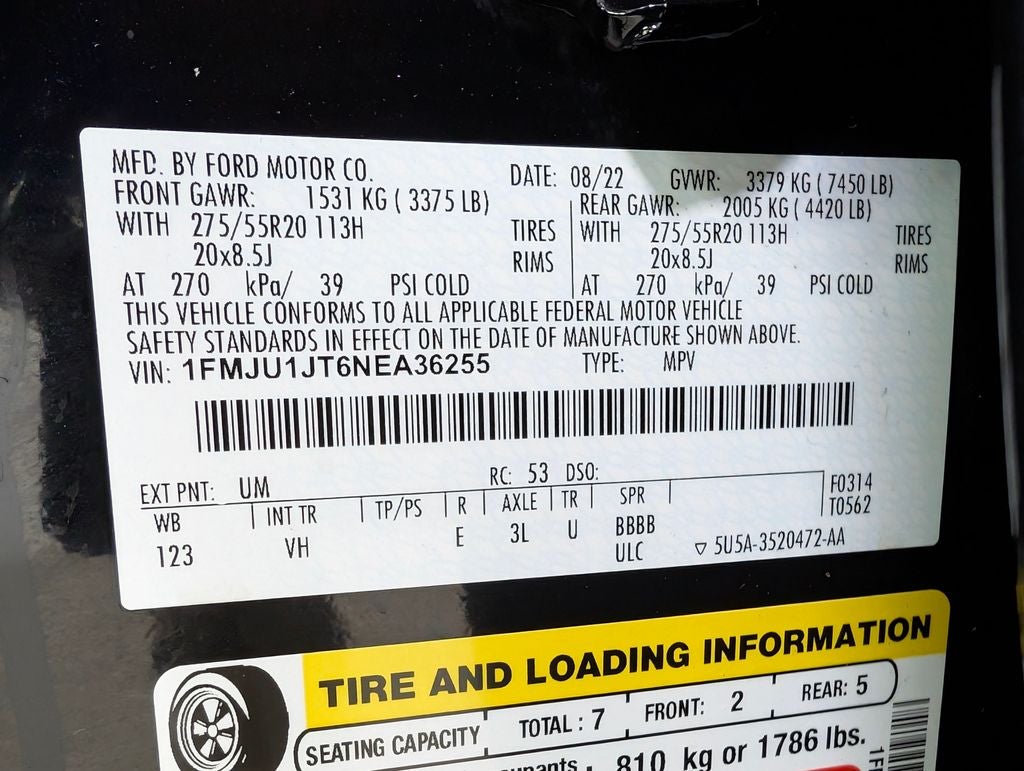 MFD. BY FORD MOTOR CO. DATE: 08/22 GVWR: 3379 KG ( 7450 LB)
FRONT GAWR: 1531 KG ( 3375 LB) REAR GAWR: 2005 KG ( 4420 LB)
WITH 275/55R20 113H TIRES WITH 275/55R20 113H TIRES
20x8.5J RIMS 20x8.5J RIMS
AT 270 kPa/ 39 PSI COLD AT 270 kPa/ 39 PSI COLD
THIS VEHICLE CONFORMS TO ALL APPLICABLE FEDERAL MOTOR VEHICLE
SAFETY STANDARDS IN EFFECT ON THE DATE OF MANUFACTURE SHOWN ABOVE.
VIN: 1FMJU1JT6NEA36255 TYPE: MPV
EXT PNT: UM RC: 53 DSO: F0314
WB INT TR TP/PS R AXLE TR SPR T0562
123 VH E 3L U BBBB
ULC ▽ 5U5A-3520472-AA
TIRE AND LOADING INFORMATION
SEATING CAPACITY TOTAL : 7 FRONT: 2 REAR: 5
810 kg or 1786 lbs.